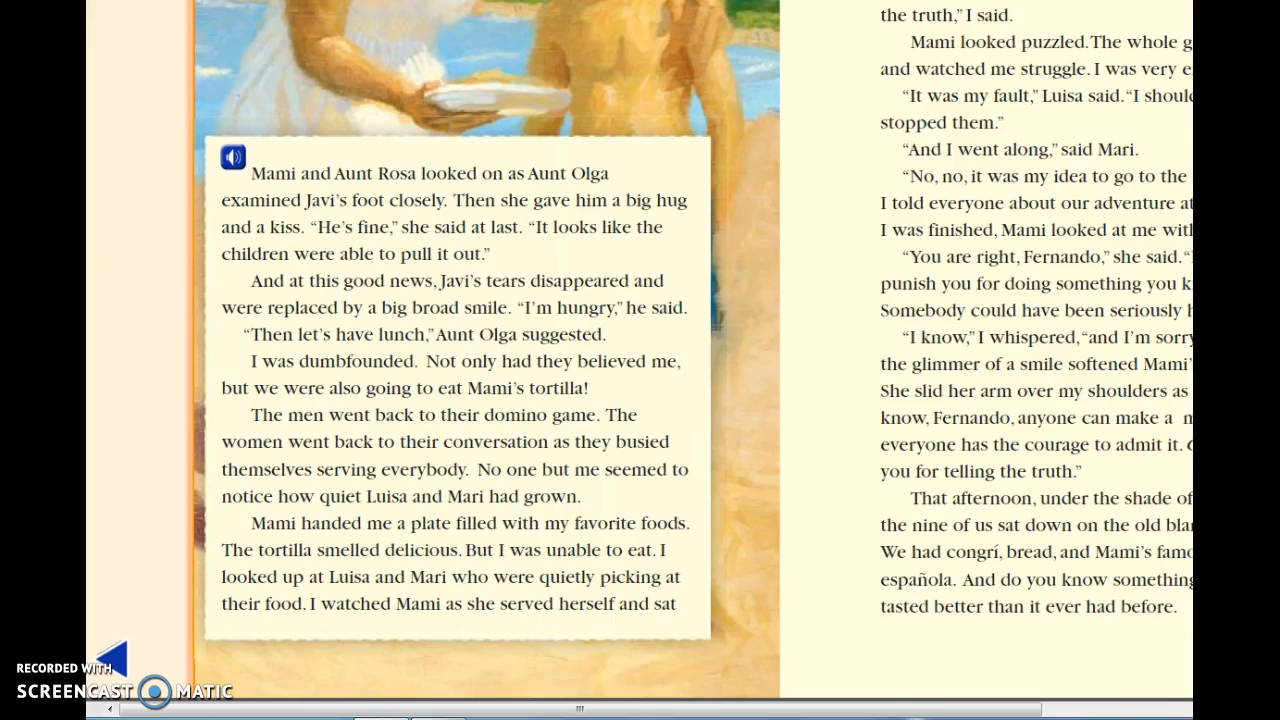 Mami and Aunt Rosa looked on as Aunt Olga
examined Javi's foot closely. Then she gave him a big hug
and a kiss. “He's fine,” she said at last. “It looks like the
children were able to pull it out.”
And at this good news, Javi's tears disappeared and
were replaced by a big broad smile. “I'm hungry,” he said.
“Then let's have lunch,” Aunt Olga suggested.
I was dumbfounded. Not only had they believed me,
but we were also going to eat Mami's tortilla!
The men went back to their domino game. The
women went back to their conversation as they busied
themselves serving everybody. No one but me seemed to
notice how quiet Luisa and Mari had grown.
Mami handed me a plate filled with my favorite foods.
The tortilla smelled delicious. But I was unable to eat. I
looked up at Luisa and Mari who were quietly picking at
their food. I watched Mami as she served herself and sat
the truth,” I said.
Mami looked puzzled. The whole
and watched me struggle. I was very
“It was my fault,” Luisa said. “I
stopped them.”
“And I went along,” said Mari.
“No, no, it was my idea to go to the
I told everyone about our adventure at
I was finished, Mami looked at me
“You are right, Fernando,” she said.
punish you for doing something you
Somebody could have been seriously
“I know,” I whispered, “and I'm sorry
the glimmer of a smile softened Mami's
She slid her arm over my shoulders as
know, Fernando, anyone can make a
everyone has the courage to admit it.
you for telling the truth.”
That afternoon, under the shade of
the nine of us sat down on the old
We had congrí, bread, and Mami's
española. And do you know something
tasted better than it ever had before.
RECORDED WITH
SCREENCAST MATIC